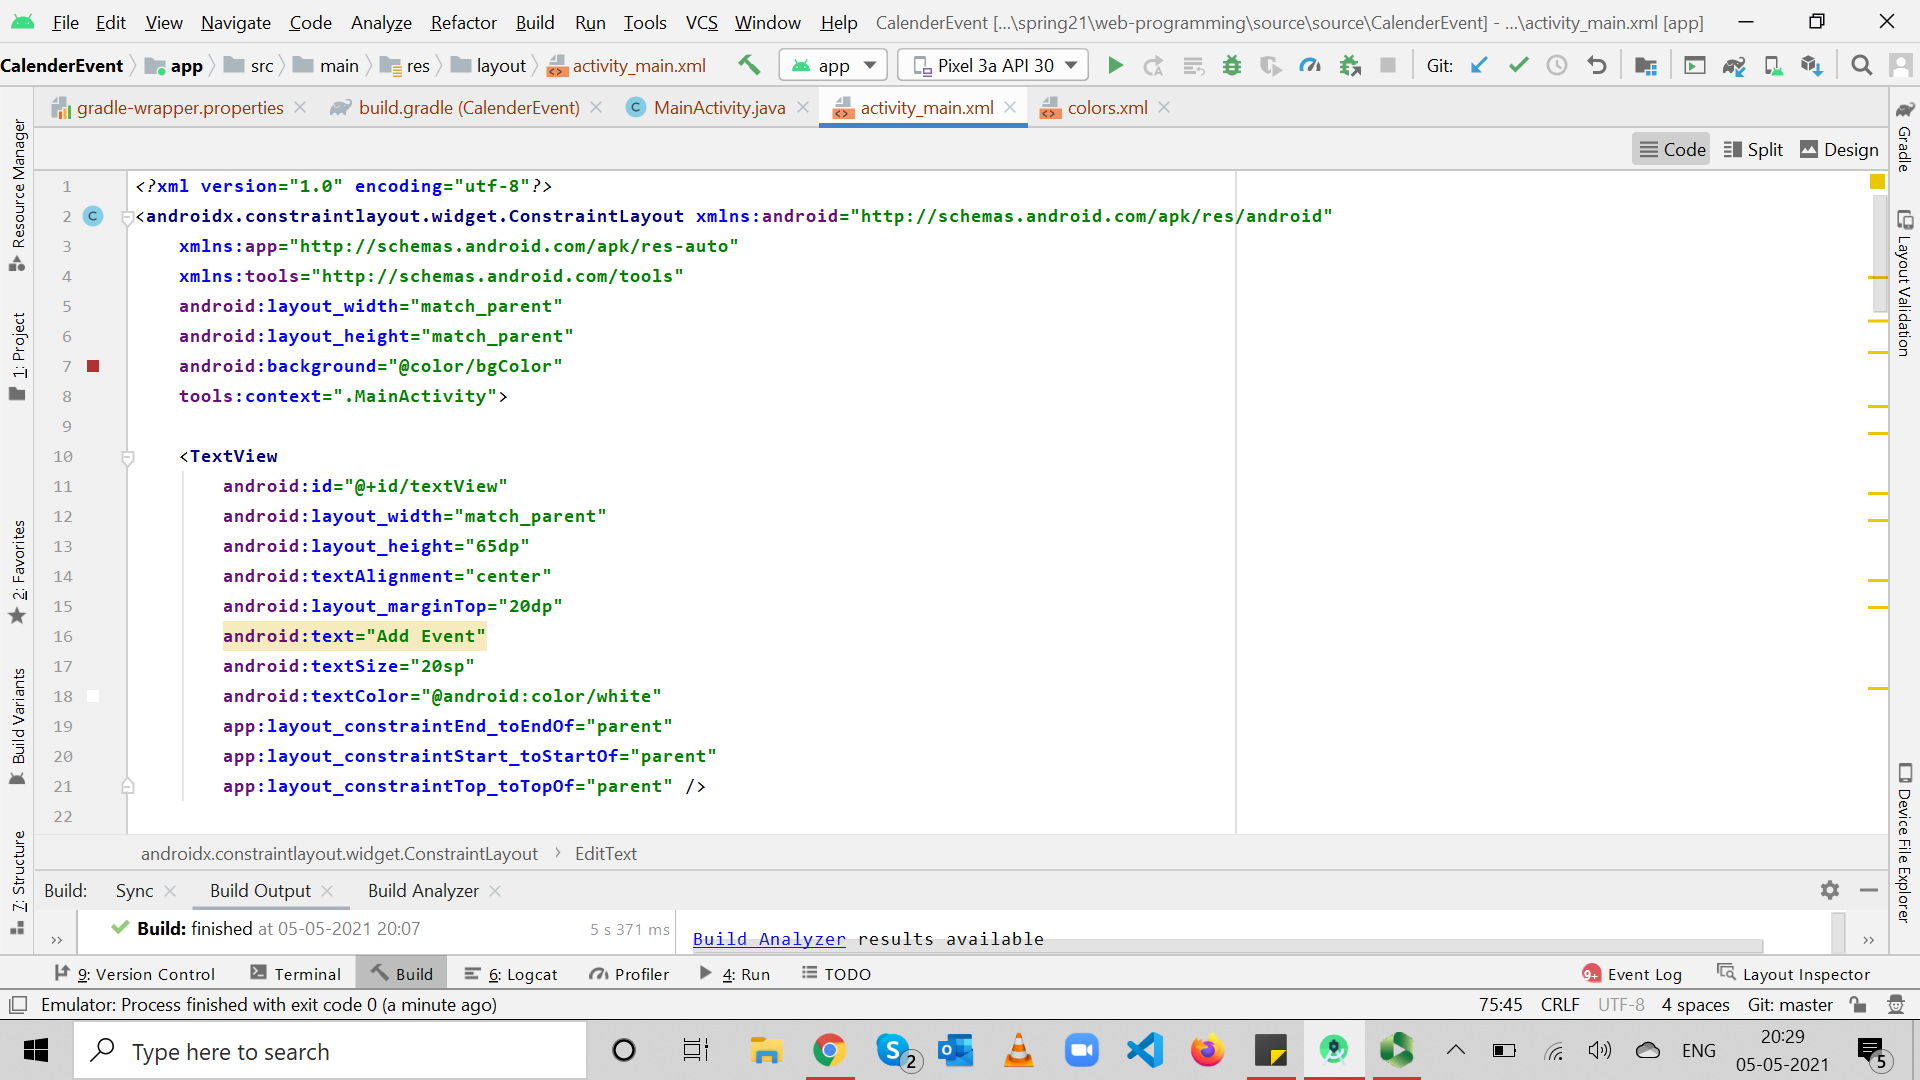 File Edit View Navigate Code Analyze Refactor Build Run Tools VCS Window Help CalenderEvent [...\spring21\web-programming\source\source\CalenderEvent] - ...\activity_main.xml [app]
CalenderEvent app src main res layout activity_main.xml app Pixel 3a API 30 Git:
gradle-wrapper.properties build.gradle (CalenderEvent) MainActivity.java activity_main.xml colors.xml
Code Split Design
Resource Manager
1: Project
2: Favorites
Build Variants
7: Structure
1 <?xml version="1.0" encoding="utf-8"?>
2 <androidx.constraintlayout.widget.ConstraintLayout xmlns:android="http://schemas.android.com/apk/res/android"
3 xmlns:app="http://schemas.android.com/apk/res-auto"
4 xmlns:tools="http://schemas.android.com/tools"
5 android:layout_width="match_parent"
6 android:layout_height="match_parent"
7 android:background="@color/bgColor"
8 tools:context=".MainActivity">
9
10 <TextView
11 android:id="@+id/textView"
12 android:layout_width="match_parent"
13 android:layout_height="65dp"
14 android:textAlignment="center"
15 android:layout_marginTop="20dp"
16 android:text="Add Event"
17 android:textSize="20sp"
18 android:textColor="@android:color/white"
19 app:layout_constraintEnd_toEndOf="parent"
20 app:layout_constraintStart_toStartOf="parent"
21 app:layout_constraintTop_toTopOf="parent" />
22
Gradle
Layout Validation
Device File Explorer
androidx.constraintlayout.widget.ConstraintLayout › EditText
Build: Sync Build Output Build Analyzer
Build: finished at 05-05-2021 20:07 5 s 371 ms
Build Analyzer results available
9: Version Control Terminal Build 6: Logcat Profiler 4: Run TODO 9+ Event Log Layout Inspector
Emulator: Process finished with exit code 0 (a minute ago) 75:45 CRLF UTF-8 4 spaces Git: master
Type here to search 2 ENG 20:29
05-05-2021 5